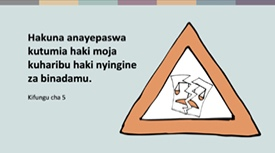 Hakuna anayepaswa
kutumia haki moja
kuharibu haki nyingine
za binadamu.
Kifungu cha 5